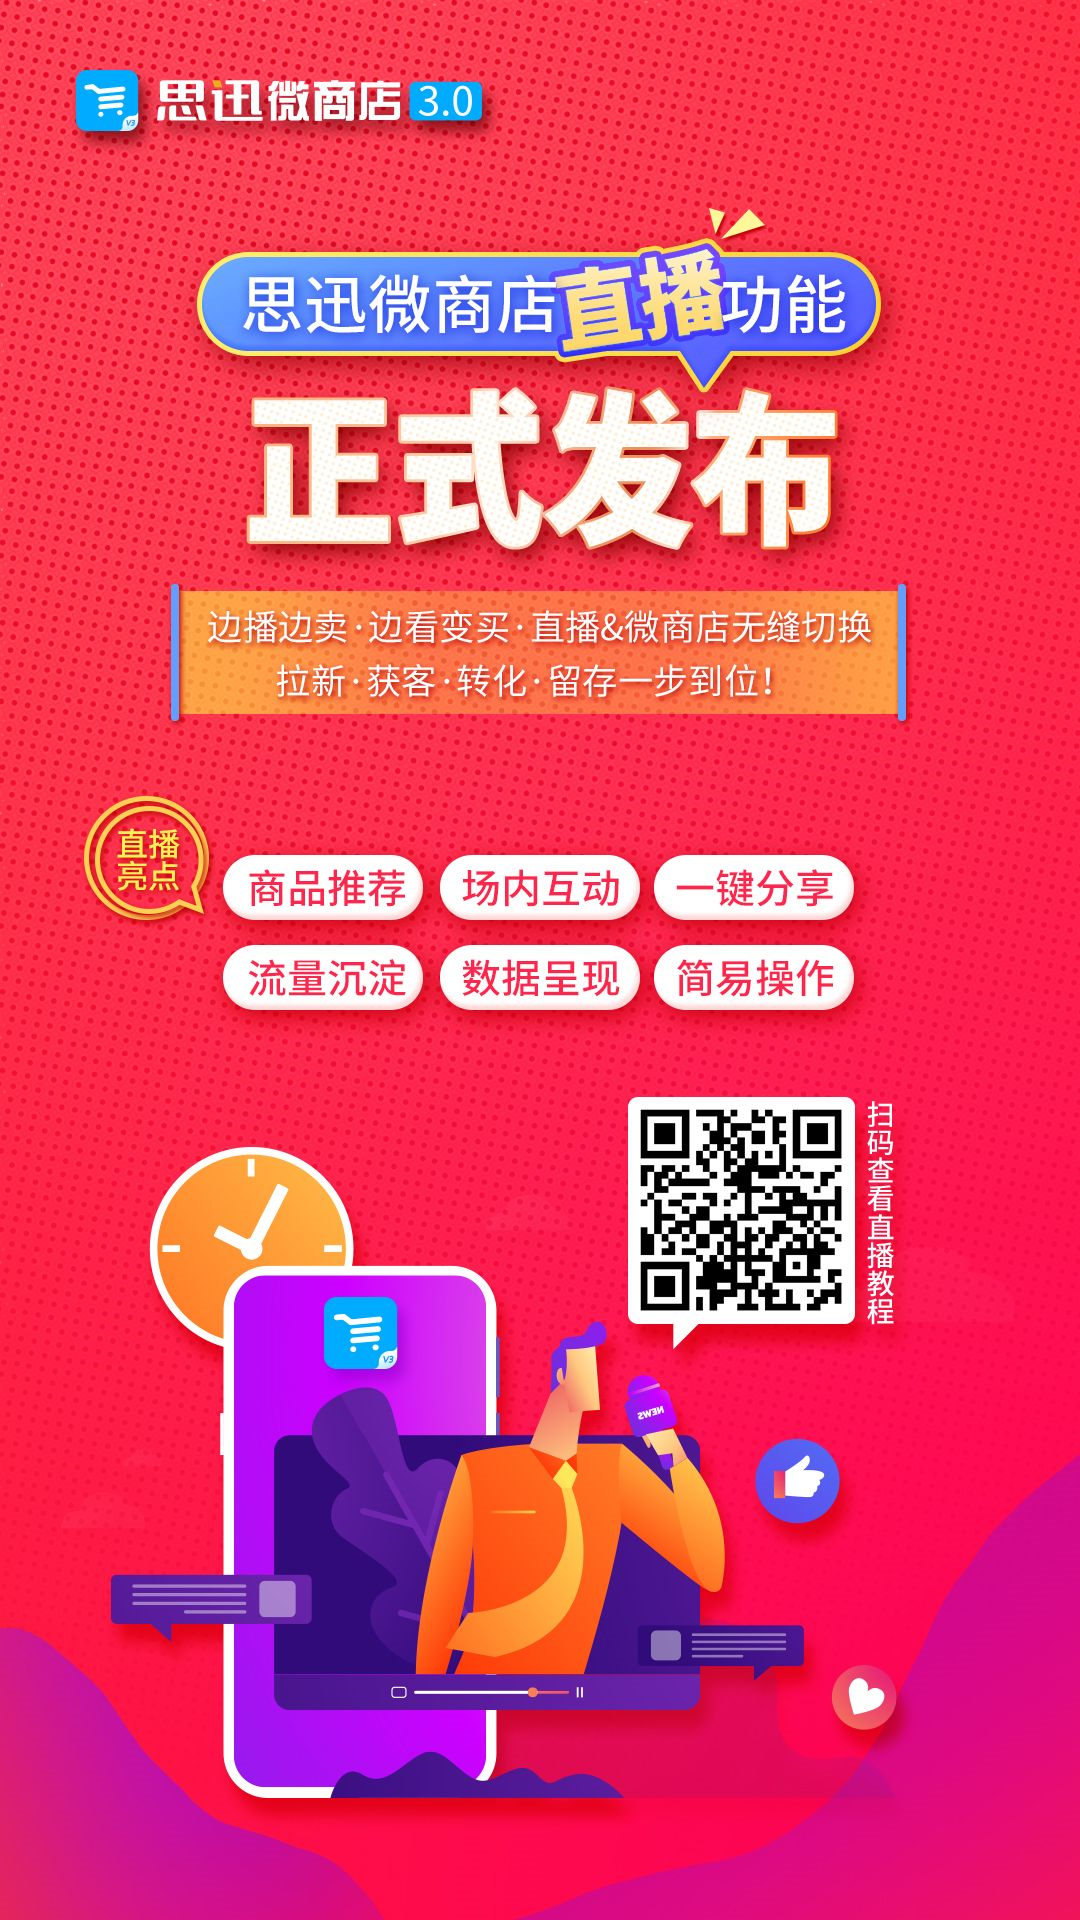 思迅微商店 3.0
思迅微商店直播功能
正式发布
边播边卖·边看变买·直播&微商店无缝切换
拉新·获客·转化·留存一步到位!
直播
亮点
商品推荐 场内互动 一键分享
流量沉淀 数据呈现 简易操作
扫码查看直播教程
V3
NEWS